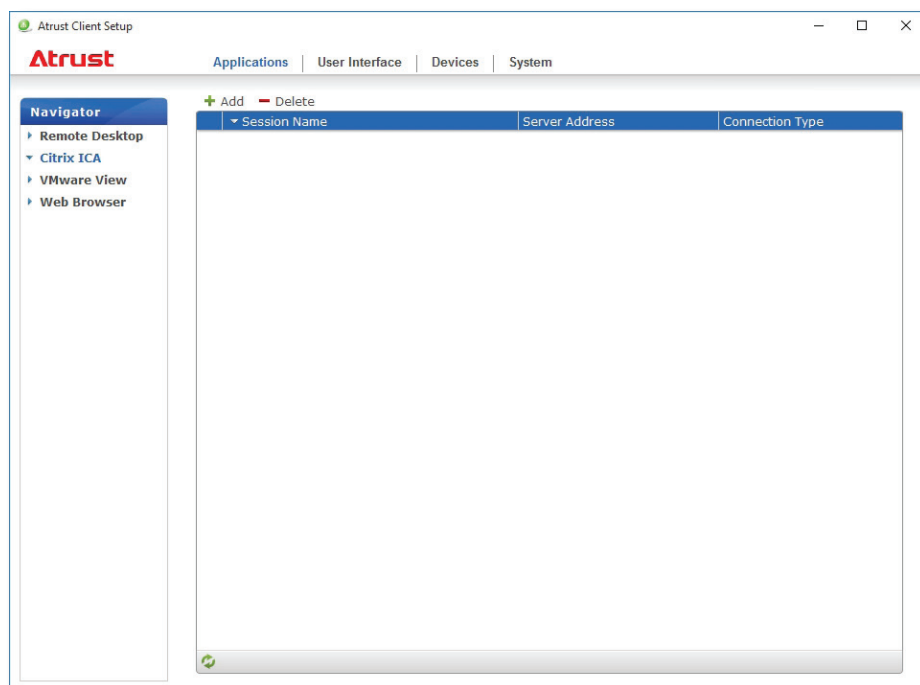 Atrust Client Setup
Atrust
Applications User Interface Devices System
Navigator
Remote Desktop
Citrix ICA
VMware View
Web Browser
Add Delete
Session Name Server Address Connection Type